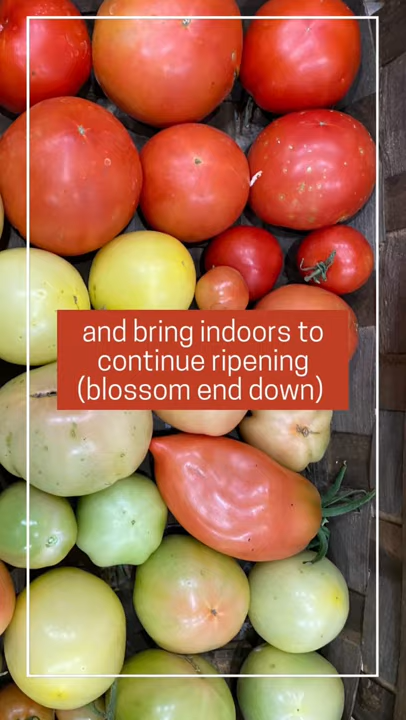 and bring indoors to
continue ripening
(blossom end down)